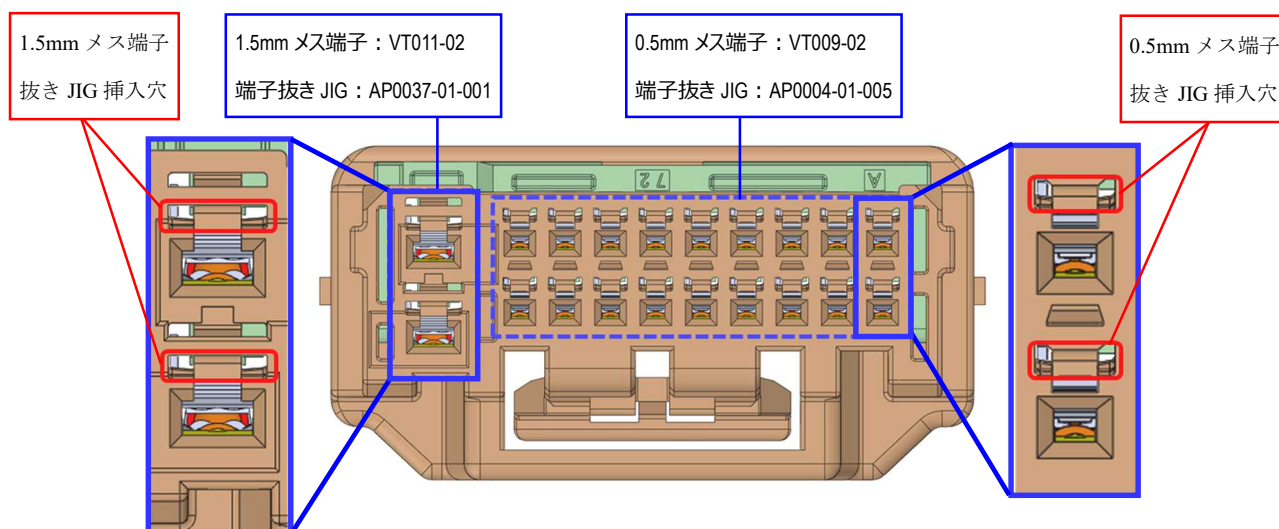 1.5mm メス端子
抜き JIG 挿入穴
1.5mm メス端子：VT011-02
端子抜き JIG：AP0037-01-001
0.5mm メス端子：VT009-02
端子抜き JIG：AP0004-01-005
0.5mm メス端子
抜き JIG 挿入穴
72
A